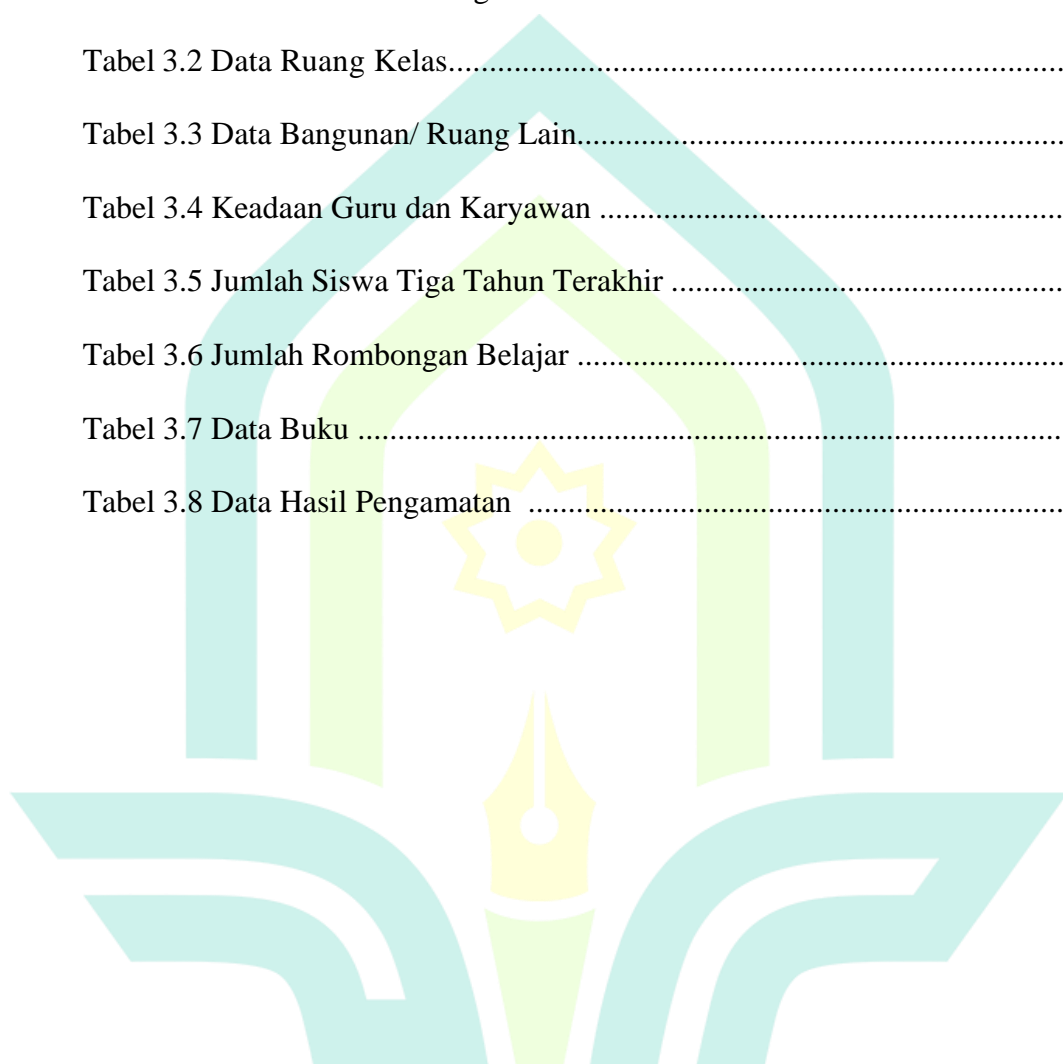 Tabel 3.2 Data Ruang Kelas..............................................................................
Tabel 3.3 Data Bangunan/ Ruang Lain.............................................................
Tabel 3.4 Keadaan Guru dan Karyawan ..........................................................
Tabel 3.5 Jumlah Siswa Tiga Tahun Terakhir .................................................
Tabel 3.6 Jumlah Rombongan Belajar .............................................................
Tabel 3.7 Data Buku ........................................................................................
Tabel 3.8 Data Hasil Pengamatan ...................................................................